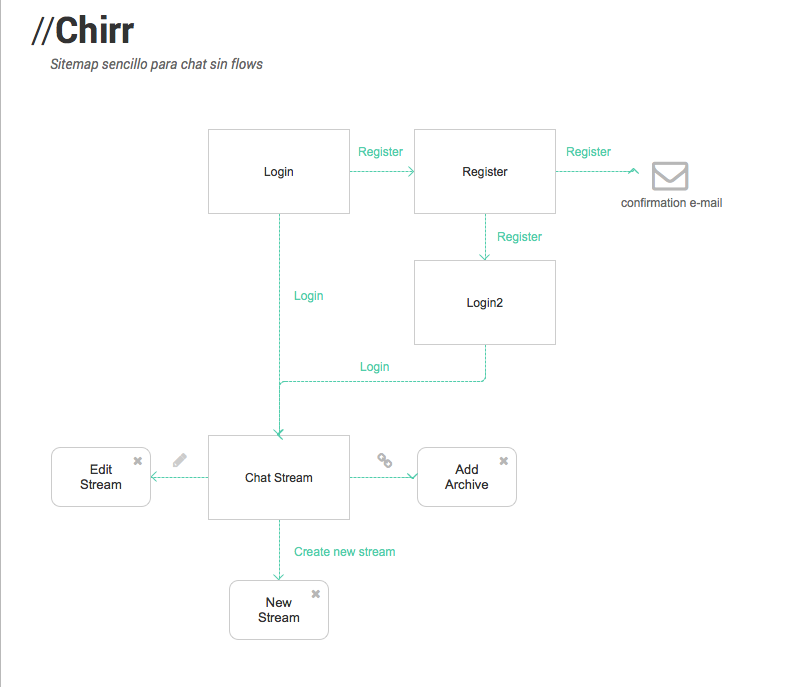 //Chirr
Sitemap sencillo para chat sin flows
Login
Register
Register
Register
confirmation e-mail
Register
Login
Login2
Login
Edit
Stream
Chat Stream
Add
Archive
Create new stream
New
Stream